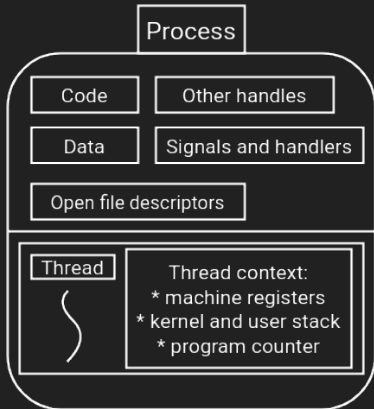 Process
Code
Other handles
Data
Signals and handlers
Open file descriptors
Thread
Thread context:
* machine registers
* kernel and user stack
* program counter